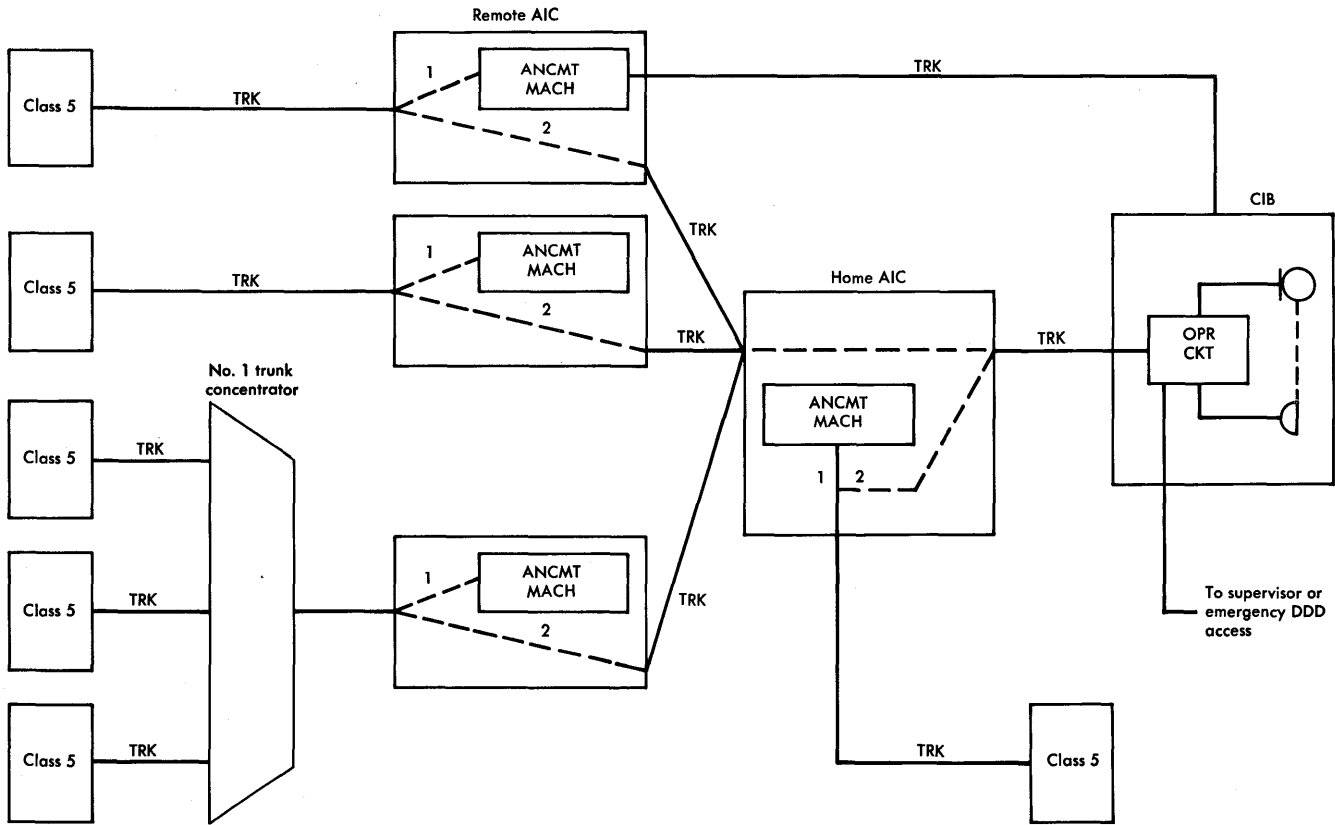 Remote AIC
Class 5
TRK
1
ANCMT
MACH
2
TRK
TRK
CIB
Class 5
TRK
1
ANCMT
MACH
2
TRK
Home AIC
ANCMT
MACH
1
2
TRK
OPR
CKT
No. 1 trunk
concentrator
Class 5
TRK
Class 5
TRK
Class 5
TRK
1
ANCMT
MACH
2
TRK
To supervisor or
emergency DDD
access
TRK
Class 5